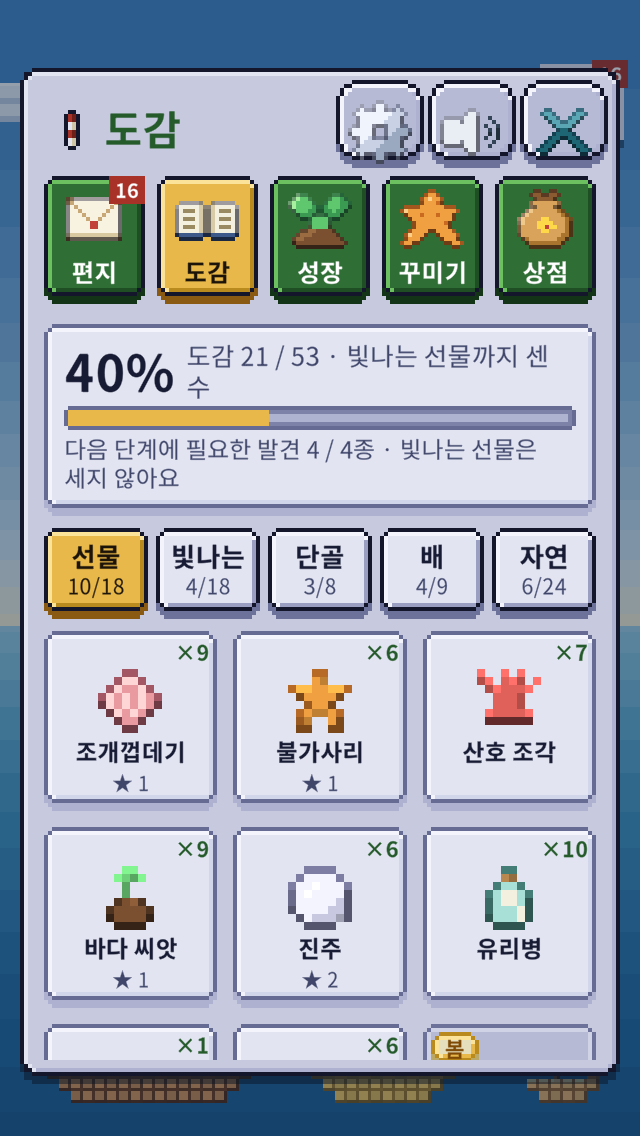 도감
16
편지
도감
성장
꾸미기
상점
40%
도감 21 / 53 · 빛나는 선물까지 센
수
다음 단계에 필요한 발견 4 / 4종 · 빛나는 선물은
세지 않아요
선물
10/18
빛나는
4/18
단골
3/8
배
4/9
자연
6/24
×9
조개껍데기
★ 1
×6
불가사리
★ 1
×7
산호 조각
×9
바다 씨앗
★ 1
×6
진주
★ 2
×10
유리병
×1
×6
봄